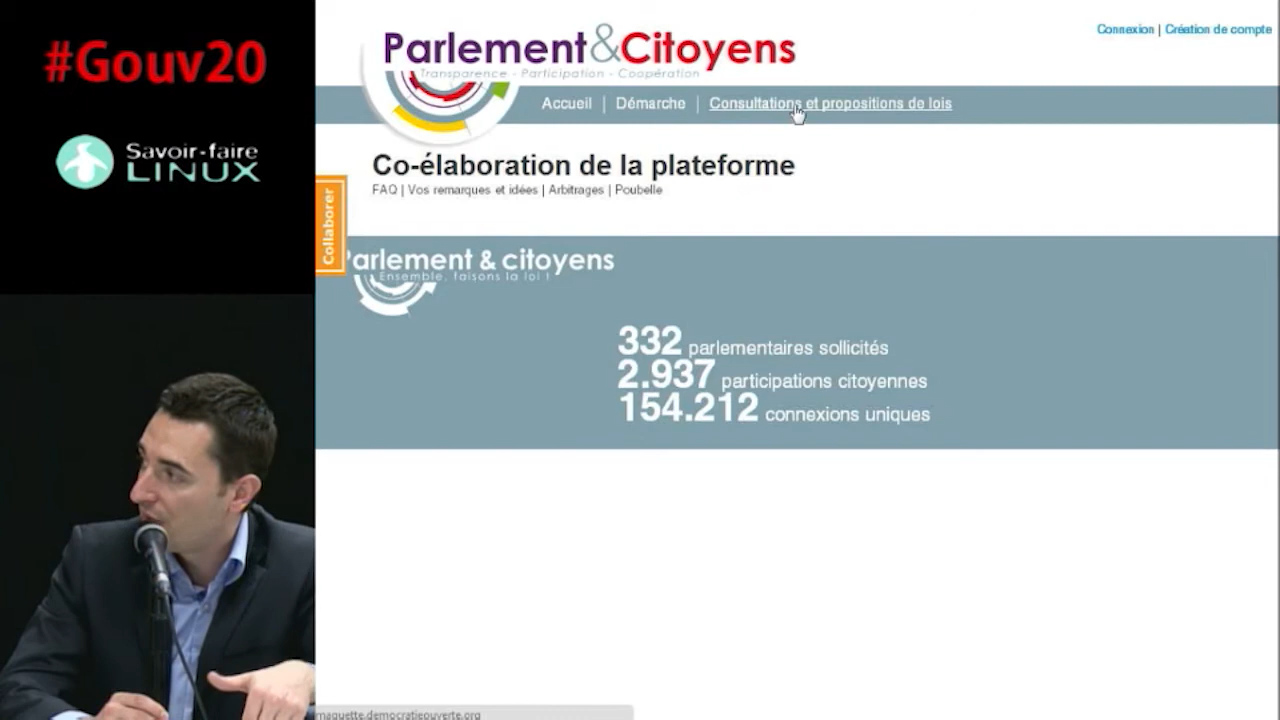 #Gouv20
Savoir-faire
LINUX
Parlement&Citoyens
Transparence - Participation - Coopération
Connexion | Création de compte
Accueil | Démarche | Consultations et propositions de lois
Co-élaboration de la plateforme
FAQ | Vos remarques et idées | Arbitrages | Poubelle
Collaborer
Parlement & citoyens
Ensemble, faisons la loi !
332 parlementaires sollicités
2.937 participations citoyennes
154.212 connexions uniques
maquette.democratieouverte.org